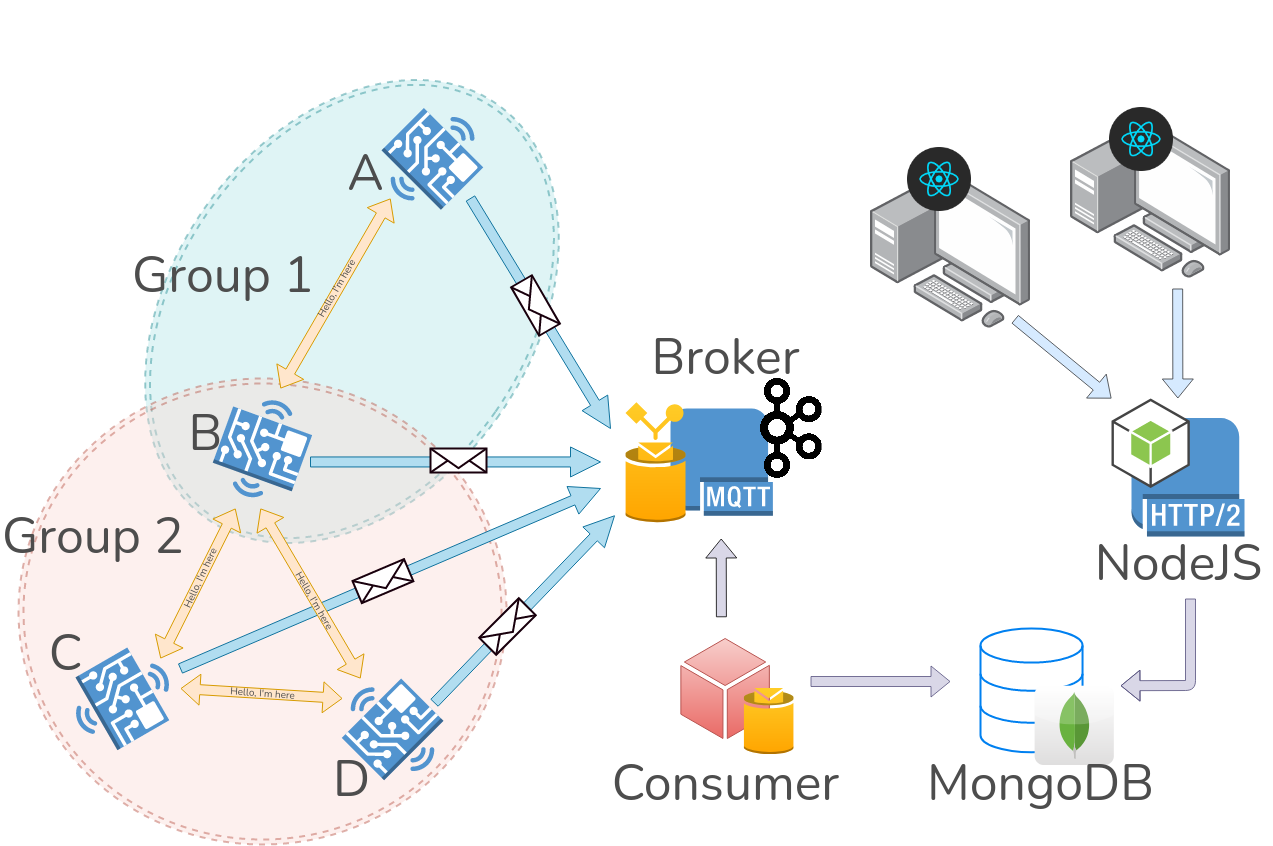 A
Group 1
Hello, I'm here
Broker
B
MQTT
HTTP/2
Group 2
NodeJS
Hello, I'm here
Hello, I'm here
C
Hello, I'm here
D
Consumer
MongoDB